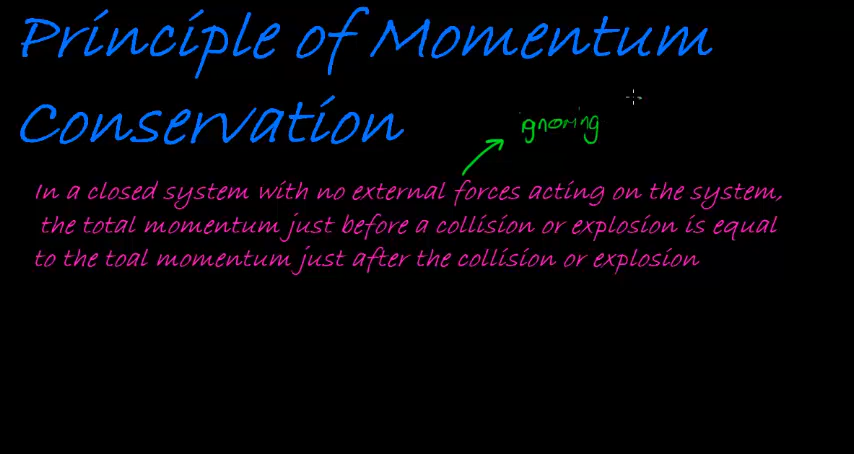 Principle of Momentum
Conservation
ignoring
In a closed system with no external forces acting on the system,
the total momentum just before a collision or explosion is equal
to the toal momentum just after the collision or explosion